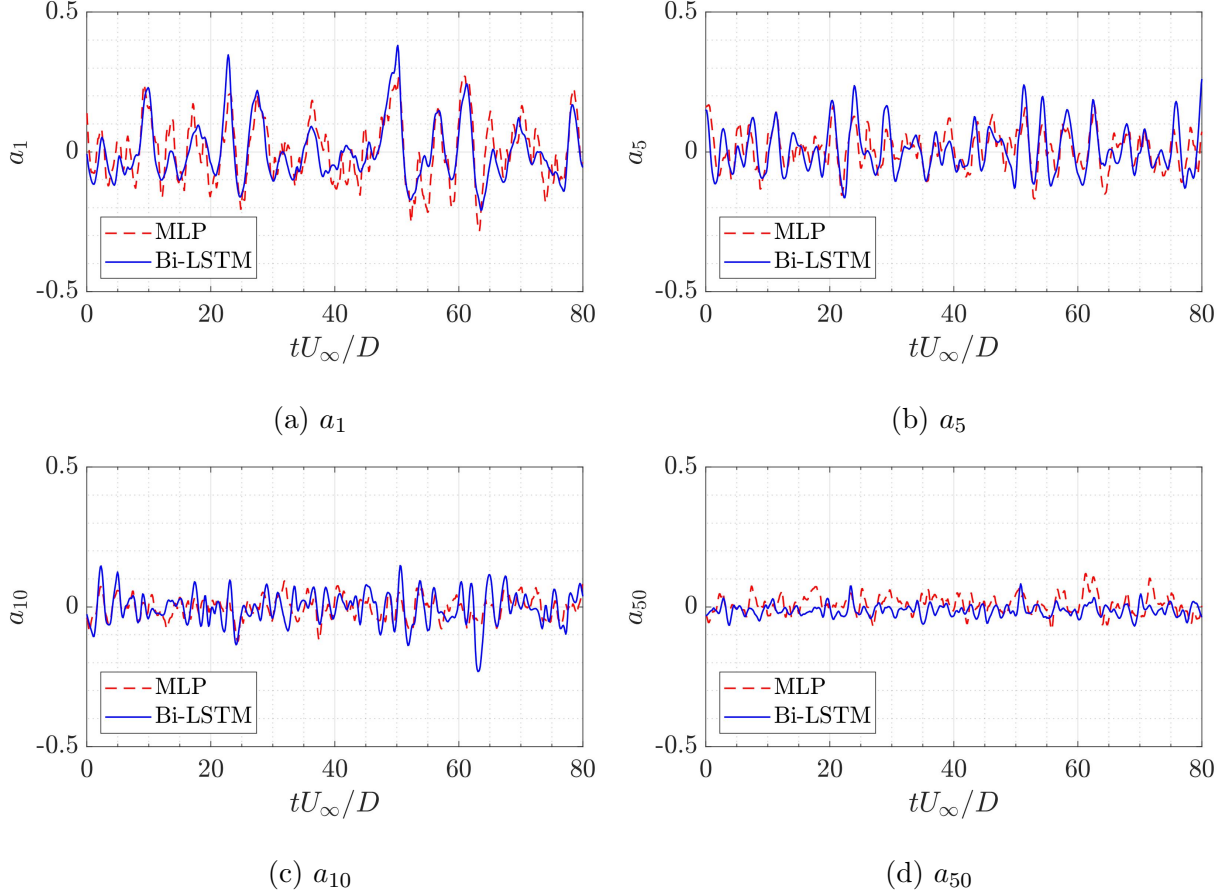 0.5
a₁
0
MLP
Bi-LSTM
-0.5
0 20 40 60 80
tU∞/D
(a) a₁
0.5
a₅
0
MLP
Bi-LSTM
-0.5
0 20 40 60 80
tU∞/D
(b) a₅
0.5
a₁₀
0
MLP
Bi-LSTM
-0.5
0 20 40 60 80
tU∞/D
(c) a₁₀
0.5
a₅₀
0
MLP
Bi-LSTM
-0.5
0 20 40 60 80
tU∞/D
(d) a₅₀